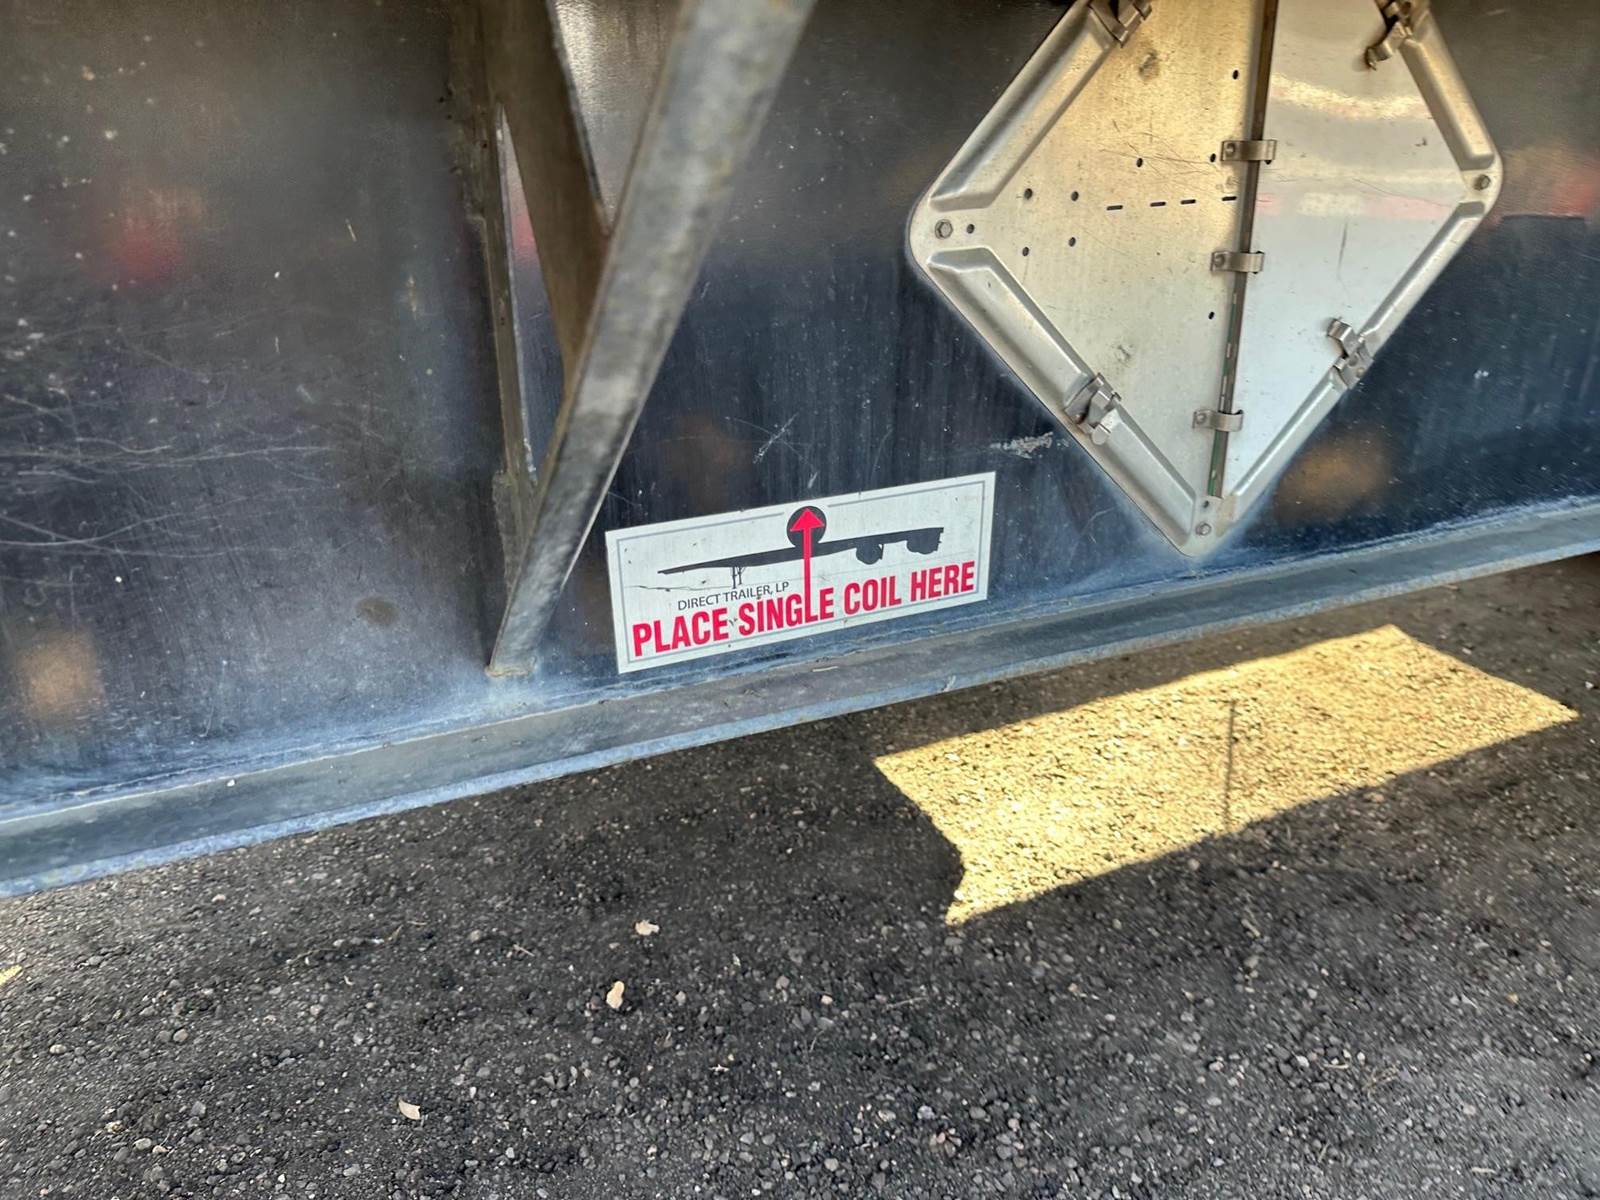 DIRECT TRAILER, LP
PLACE SINGLE COIL HERE